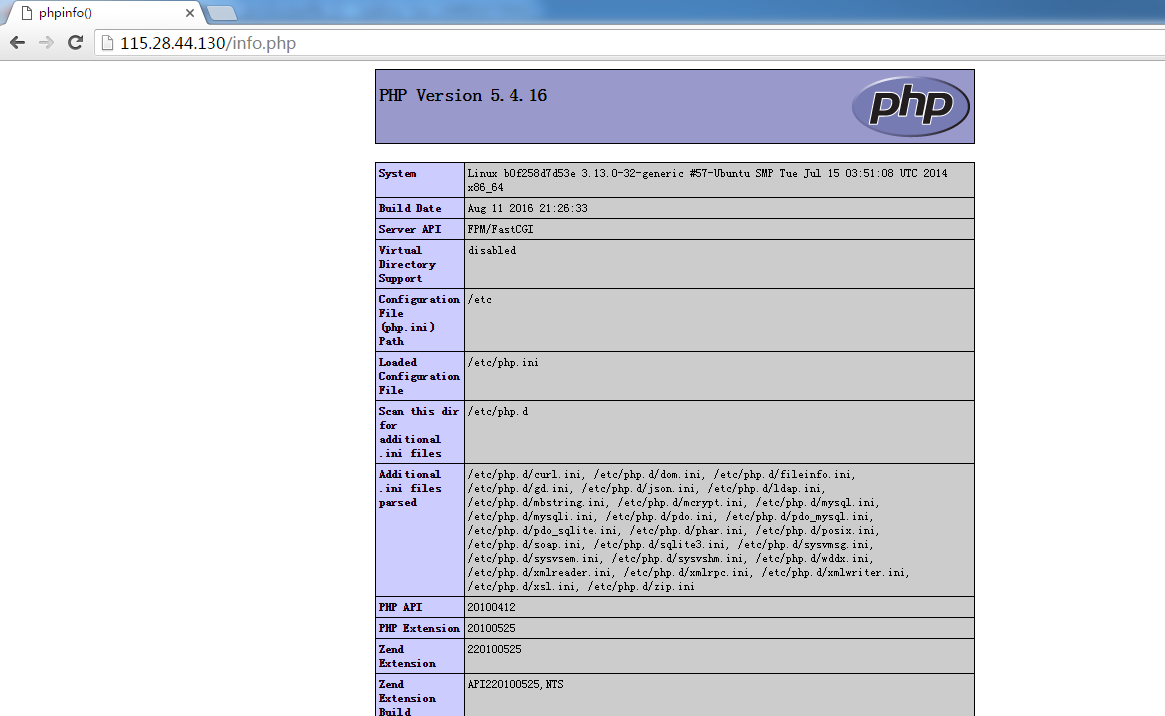 phpinfo()
115.28.44.130/info.php
PHP Version 5.4.16
php
System
Linux b0f258d7d53e 3.13.0-32-generic #57-Ubuntu SMP Tue Jul 15 03:51:08 UTC 2014
x86_64
Build Date
Aug 11 2016 21:26:33
Server API
FPM/FastCGI
Virtual
Directory
Support
disabled
Configuration
File
(php.ini)
Path
/etc
Loaded
Configuration
File
/etc/php.ini
Scan this dir
for
additional
.ini files
/etc/php.d
Additional
.ini files
parsed
/etc/php.d/curl.ini, /etc/php.d/dom.ini, /etc/php.d/fileinfo.ini,
/etc/php.d/gd.ini, /etc/php.d/json.ini, /etc/php.d/ldap.ini,
/etc/php.d/mbstring.ini, /etc/php.d/mcrypt.ini, /etc/php.d/mysql.ini,
/etc/php.d/mysqli.ini, /etc/php.d/pdo.ini, /etc/php.d/pdo_mysql.ini,
/etc/php.d/pdo_sqlite.ini, /etc/php.d/phar.ini, /etc/php.d/posix.ini,
/etc/php.d/soap.ini, /etc/php.d/sqlite3.ini, /etc/php.d/sysvmsg.ini,
/etc/php.d/sysvsem.ini, /etc/php.d/sysvshm.ini, /etc/php.d/wddx.ini,
/etc/php.d/xmlreader.ini, /etc/php.d/xmlrpc.ini, /etc/php.d/xmlwriter.ini,
/etc/php.d/xsl.ini, /etc/php.d/zip.ini
PHP API
20100412
PHP Extension
20100525
Zend
Extension
220100525
Zend
Extension
Build
API220100525,NTS